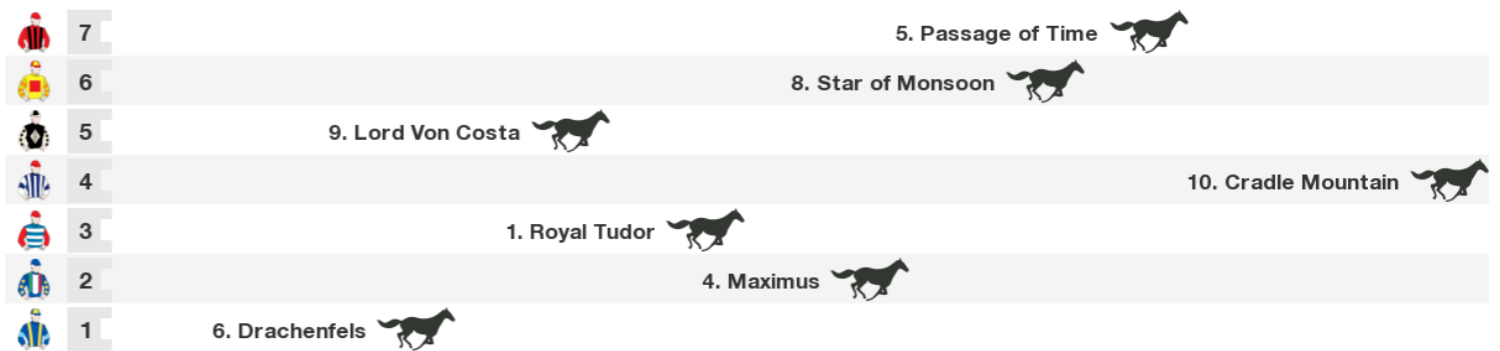 7 5. Passage of Time
6 8. Star of Monsoon
5 9. Lord Von Costa
4 10. Cradle Mountain
3 1. Royal Tudor
2 4. Maximus
1 6. Drachenfels